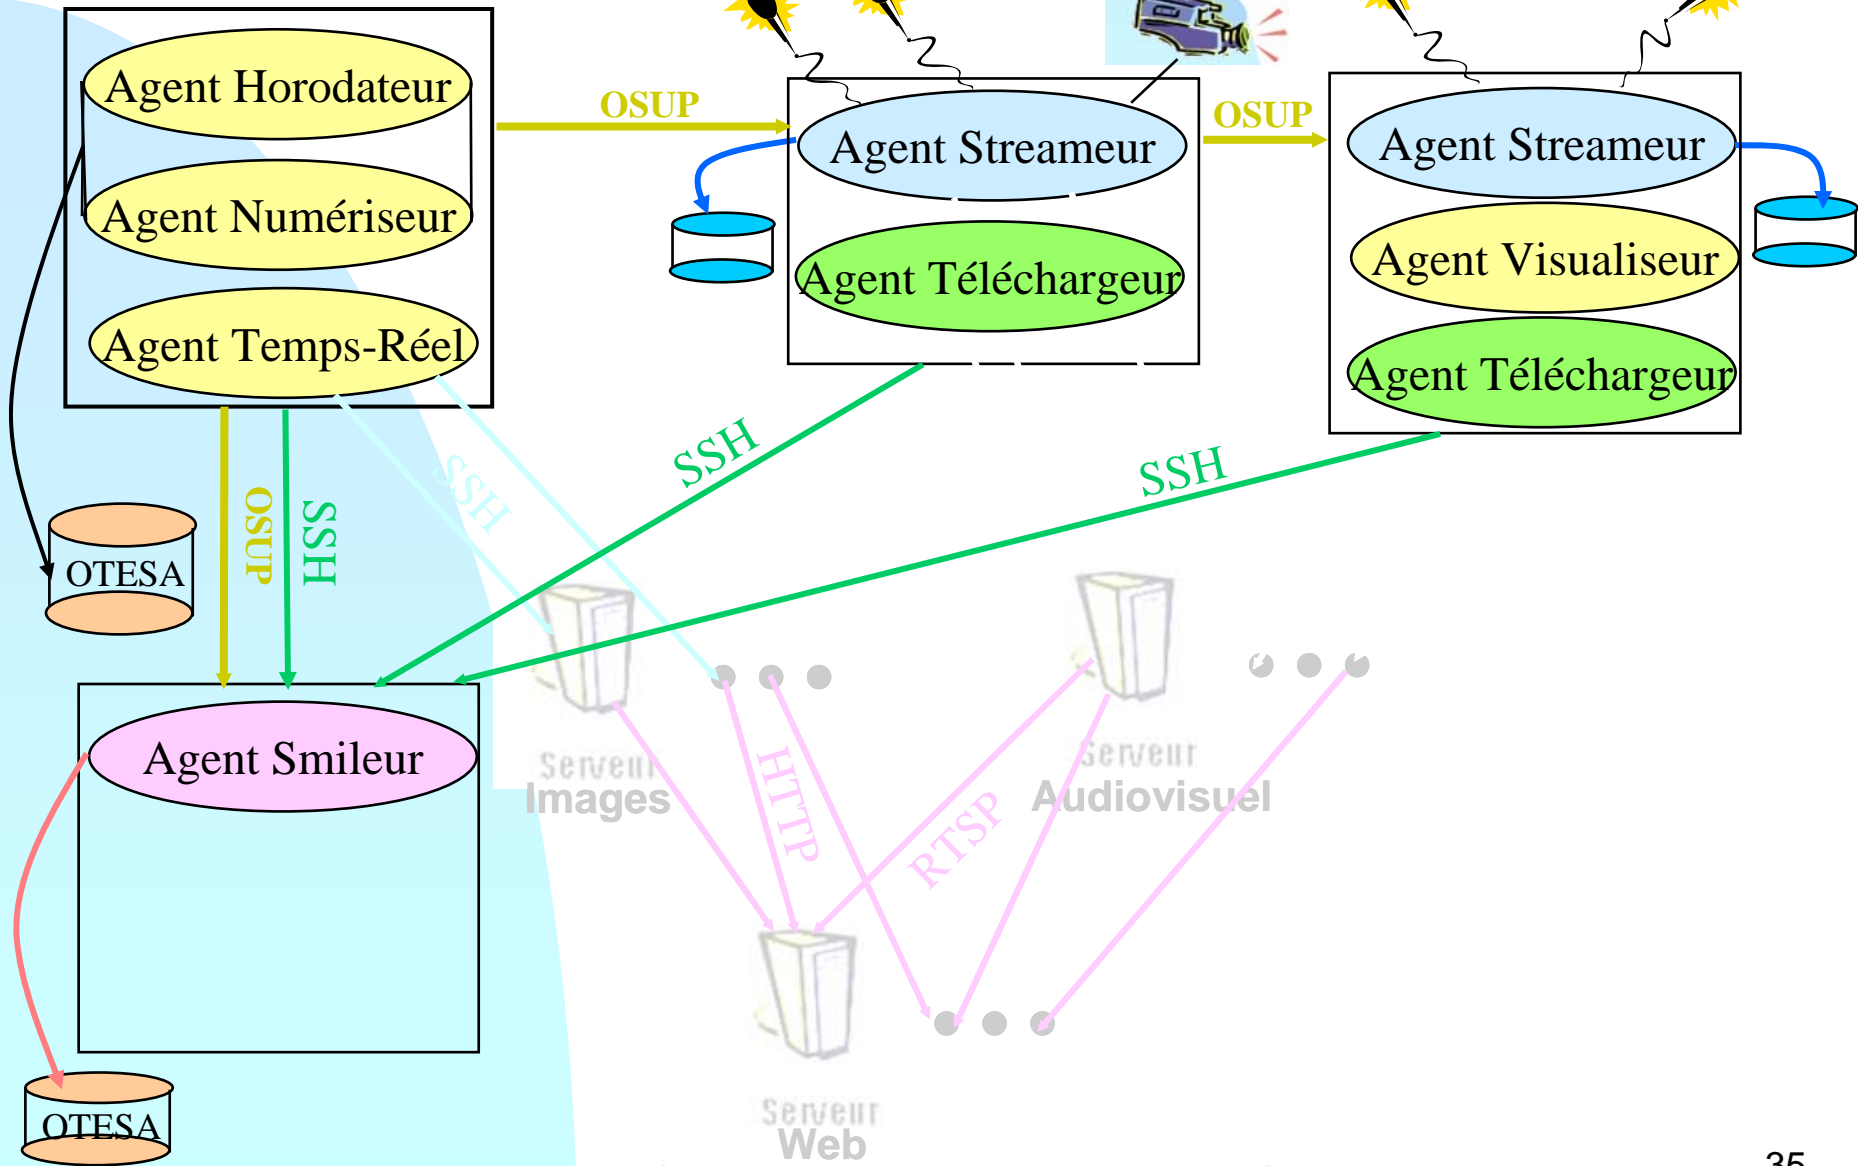 Agent Horodateur
Agent Numériseur
Agent Temps-Réel
OSUP
Agent Streameur
Agent Téléchargeur
OSUP
Agent Streameur
Agent Visualiseur
Agent Téléchargeur
SSH
SSH
SSH
OSUP
SSH
OTESA
Agent Smileur
Serveur
Images
HTTP
RTSP
Serveur
Audiovisuel
OTESA
Serveur
Web
35